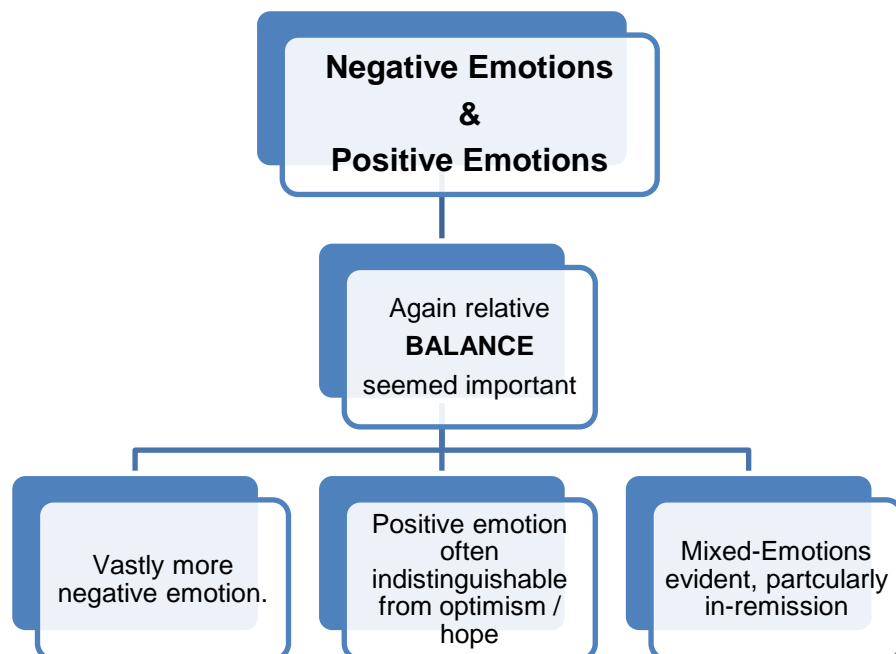 Negative Emotions
&
Positive Emotions
Again relative
BALANCE
seemed important
Vastly more
negative emotion.
Positive emotion
often
indistinguishable
from optimism /
hope
Mixed-Emotions
evident, partcularly
in-remission